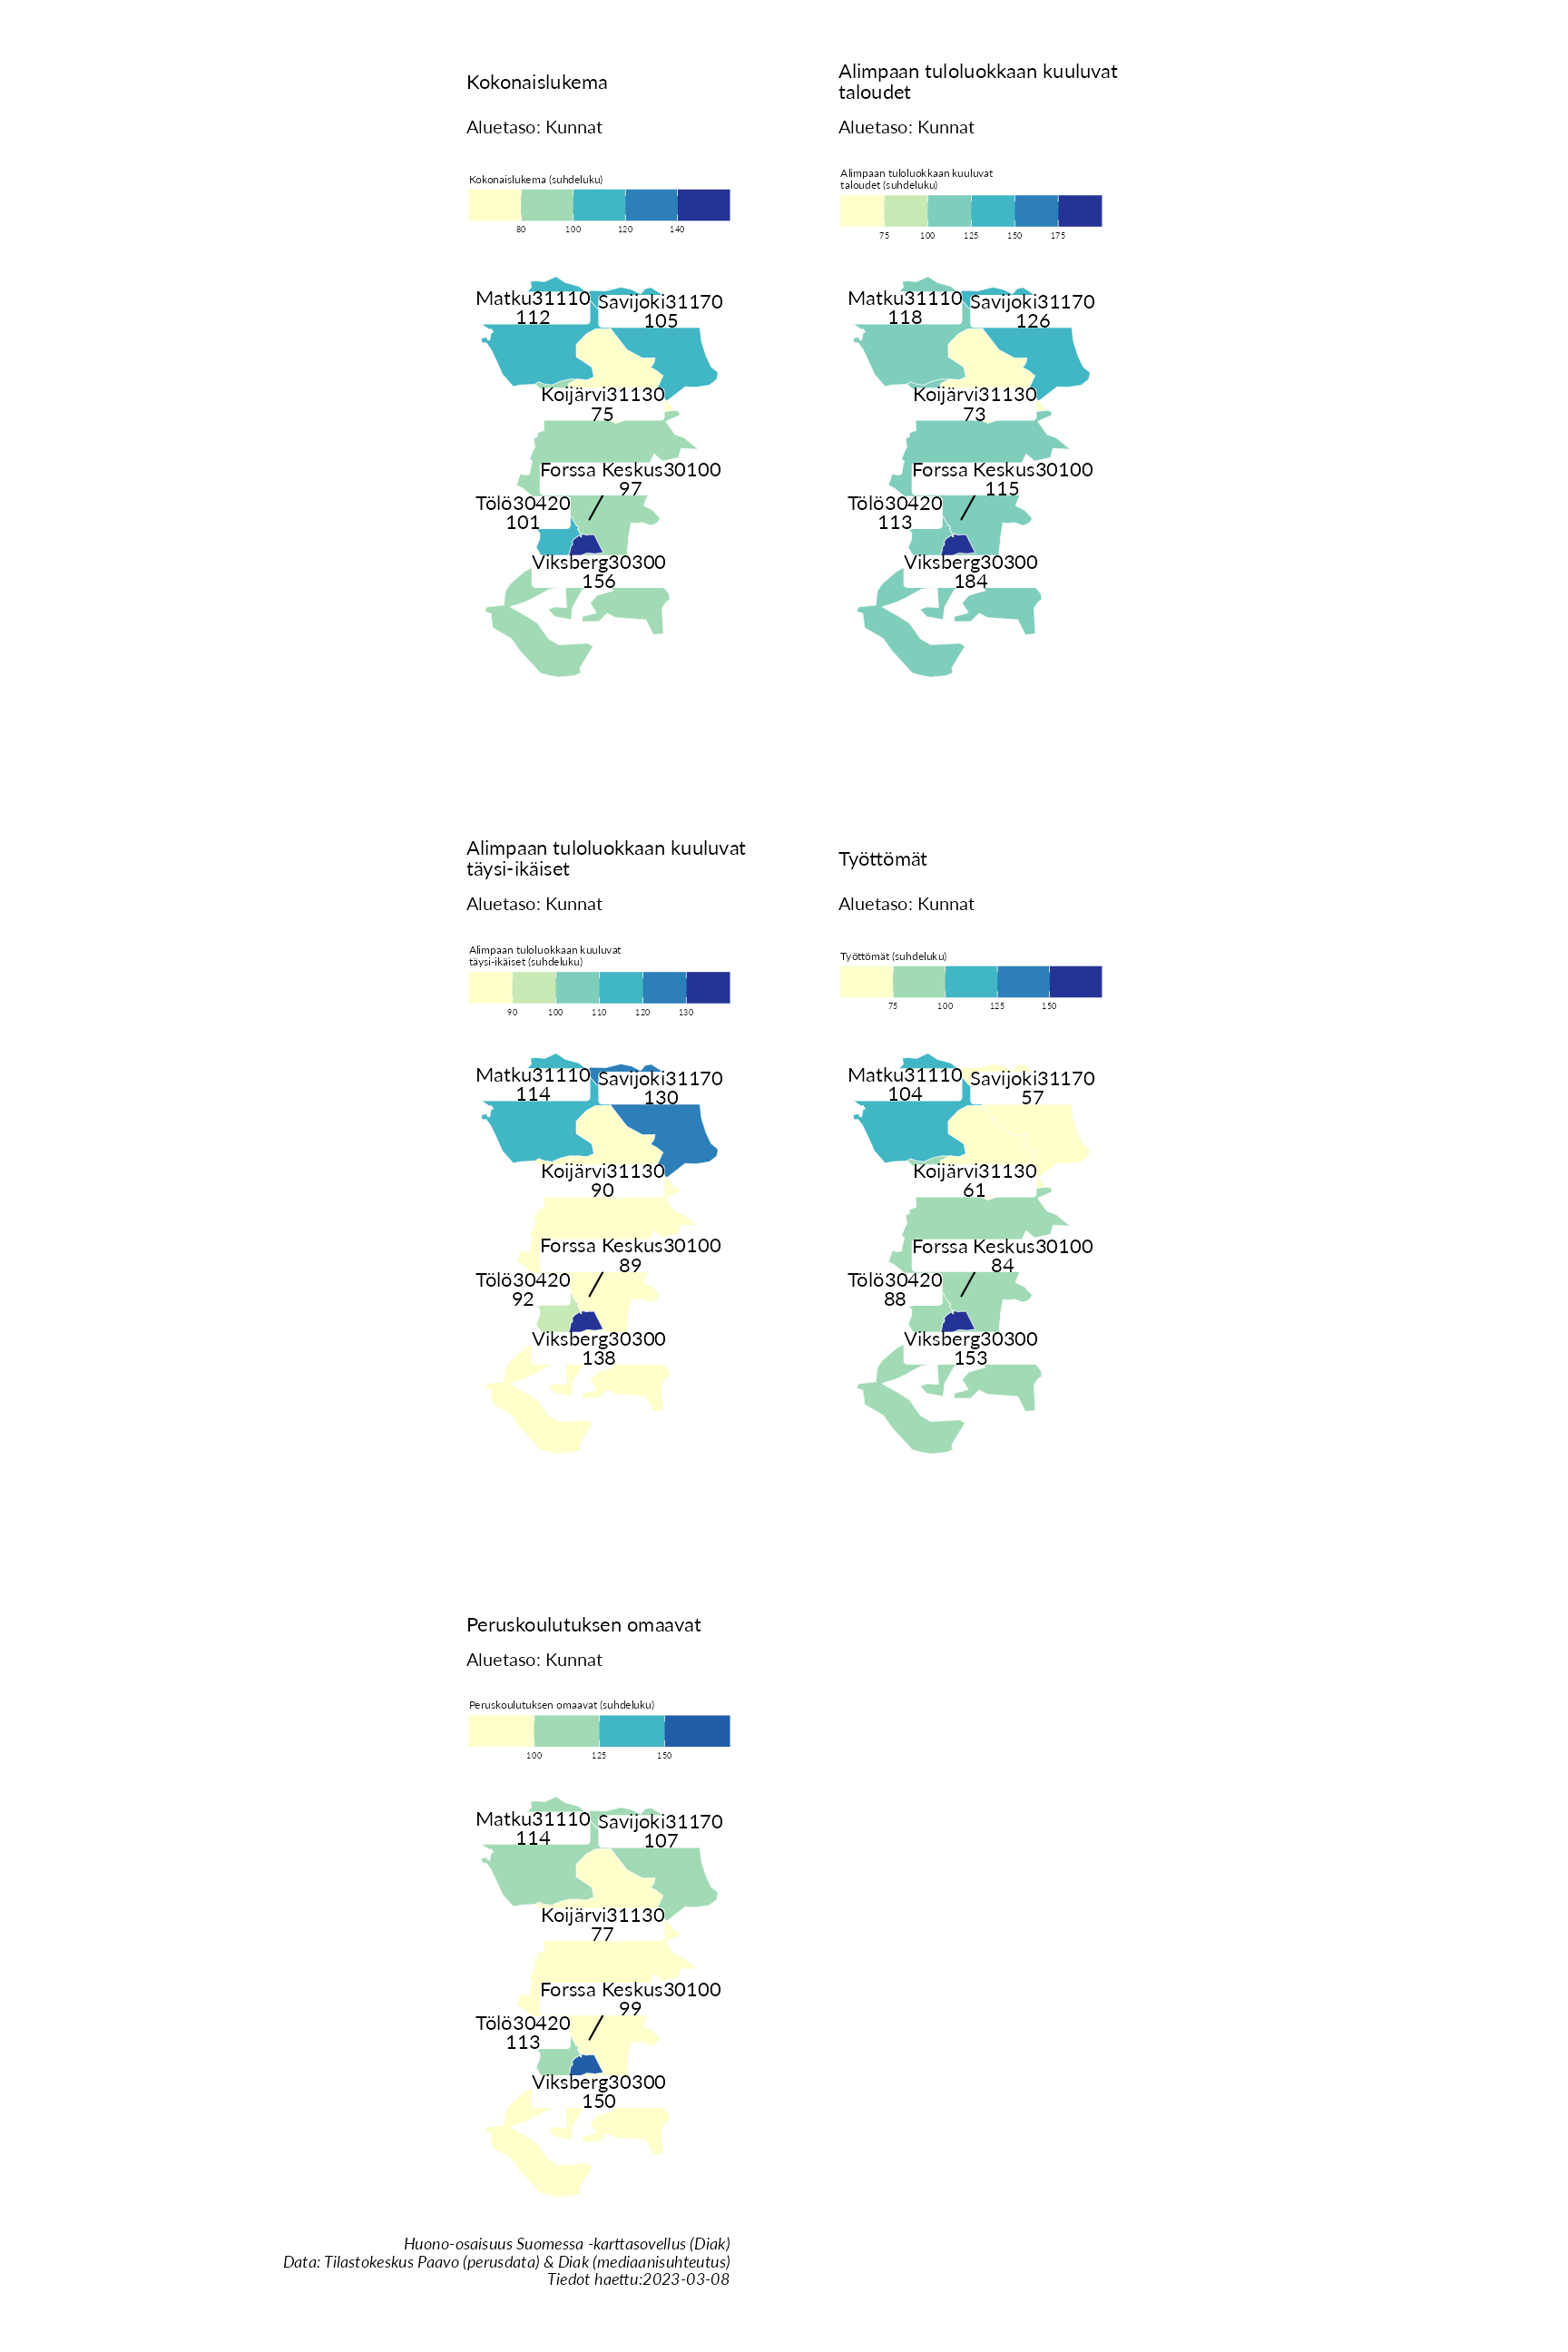 Kokonaislukema
Aluetaso: Kunnat
Kokonaislukema (suhdeluku)
80 100 120 140
Matku31110
112
Savijoki31170
105
Koijärvi31130
75
Forssa Keskus30100
97
Tölö30420
101
Viksberg30300
156
Alimpaan tuloluokkaan kuuluvat
taloudet
Aluetaso: Kunnat
Alimpaan tuloluokkaan kuuluvat
taloudet (suhdeluku)
75 100 125 150 175
Matku31110
118
Savijoki31170
126
Koijärvi31130
73
Forssa Keskus30100
115
Tölö30420
113
Viksberg30300
184
Alimpaan tuloluokkaan kuuluvat
täysi-ikäiset
Aluetaso: Kunnat
Alimpaan tuloluokkaan kuuluvat
täysi-ikäiset (suhdeluku)
90 100 110 120 130
Matku31110
114
Savijoki31170
130
Koijärvi31130
90
Forssa Keskus30100
89
Tölö30420
92
Viksberg30300
138
Työttömät
Aluetaso: Kunnat
Työttömät (suhdeluku)
75 100 125 150
Matku31110
104
Savijoki31170
57
Koijärvi31130
61
Forssa Keskus30100
84
Tölö30420
88
Viksberg30300
153
Peruskoulutuksen omaavat
Aluetaso: Kunnat
Peruskoulutuksen omaavat (suhdeluku)
100 125 150
Matku31110
114
Savijoki31170
107
Koijärvi31130
77
Forssa Keskus30100
99
Tölö30420
113
Viksberg30300
150
Huono-osaisuus Suomessa -karttasovellus (Diak)
Data: Tilastokeskus Paavo (perusdata) & Diak (mediaanisuhteutus)
Tiedot haettu:2023-03-08